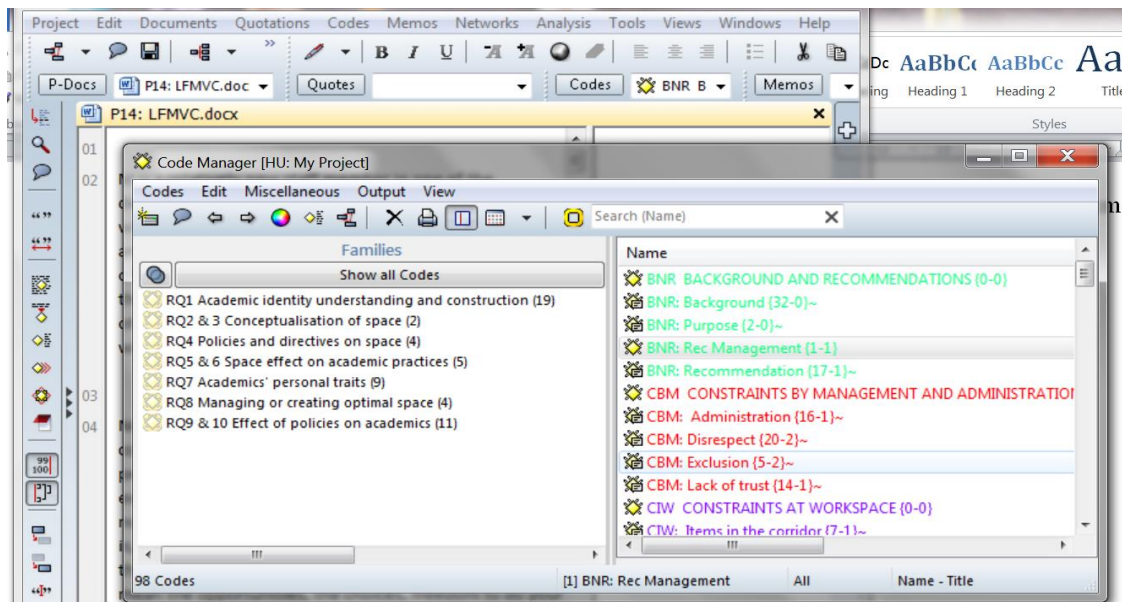 Project Edit Documents Quotations Codes Memos Networks Analysis Tools Views Windows Help
B I U A A
P-Docs P14: LFMVC.doc Quotes Codes BNR B Memos
Dc AaBbCc AaBbCc Aa
ing Heading 1 Heading 2 Title
Styles
P14: LFMVC.docx
01
02
03
04
99
100
Code Manager [HU: My Project]
Codes Edit Miscellaneous Output View
Search (Name)
Families
Show all Codes
RQ1 Academic identity understanding and construction (19)
RQ2 & 3 Conceptualisation of space (2)
RQ4 Policies and directives on space (4)
RQ5 & 6 Space effect on academic practices (5)
RQ7 Academics' personal traits (9)
RQ8 Managing or creating optimal space (4)
RQ9 & 10 Effect of policies on academics (11)
Name
BNR BACKGROUND AND RECOMMENDATIONS {0-0}
BNR: Background {32-0}~
BNR: Purpose {2-0}~
BNR: Rec Management {1-1}
BNR: Recommendation {17-1}~
CBM CONSTRAINTS BY MANAGEMENT AND ADMINISTRATION
CBM: Administration {16-1}~
CBM: Disrespect {20-2}~
CBM: Exclusion {5-2}~
CBM: Lack of trust {14-1}~
CIW CONSTRAINTS AT WORKSPACE {0-0}
CIW: Items in the corridor {7-1}~
98 Codes [1] BNR: Rec Management All Name - Title